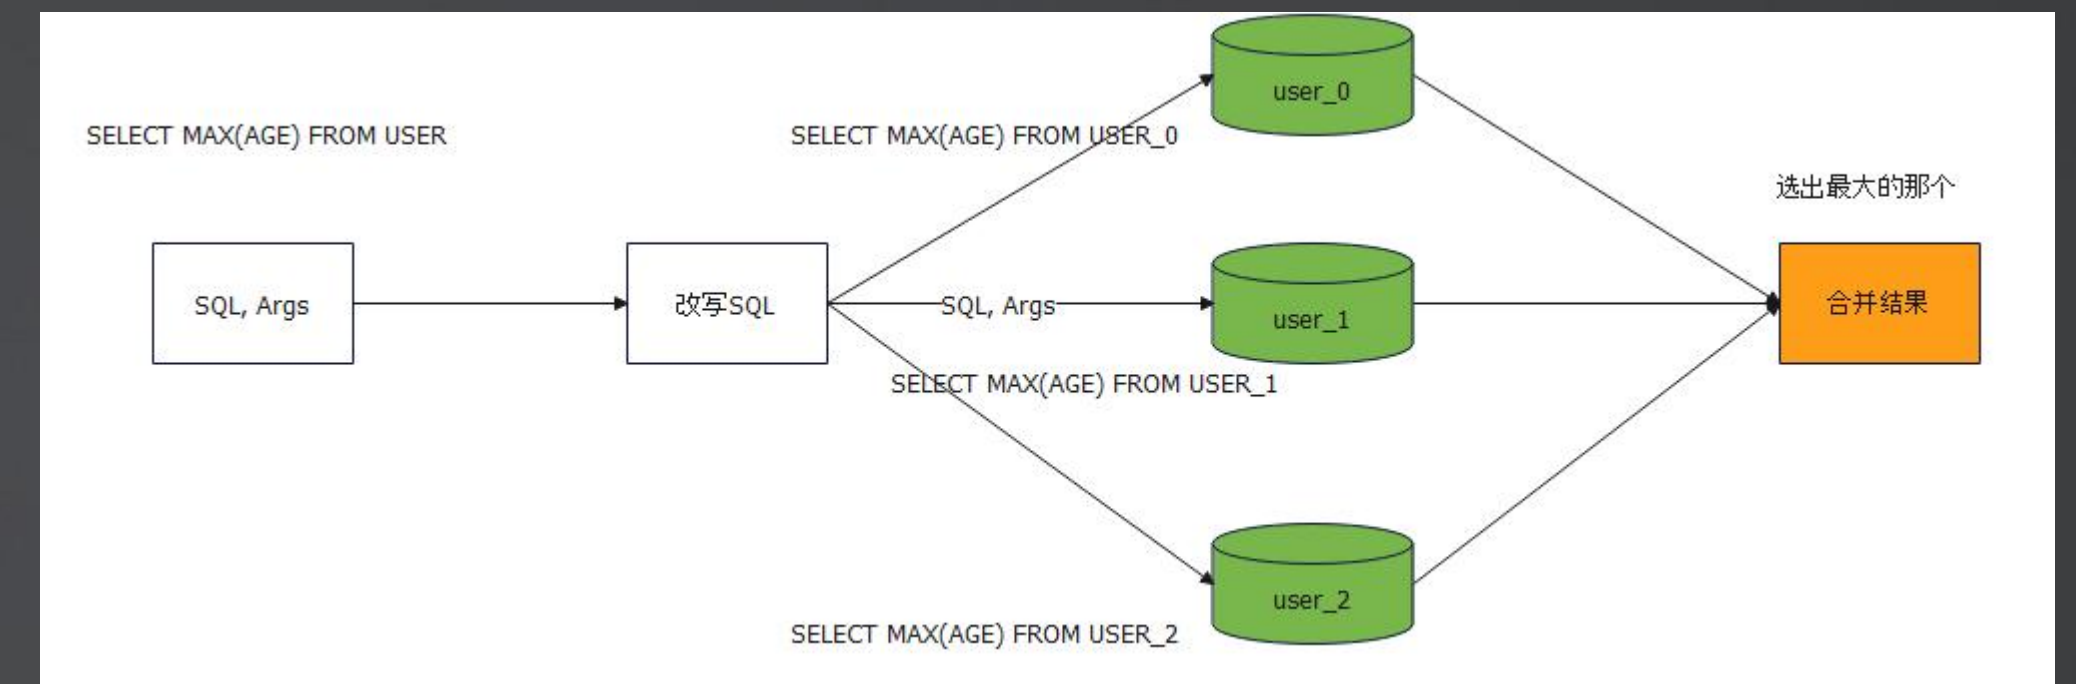 user_0
SELECT MAX(AGE) FROM USER
SELECT MAX(AGE) FROM USER_0
选出最大的那个
SQL, Args
改写SQL
SQL, Args
user_1
合并结果
SELECT MAX(AGE) FROM USER_1
user_2
SELECT MAX(AGE) FROM USER_2